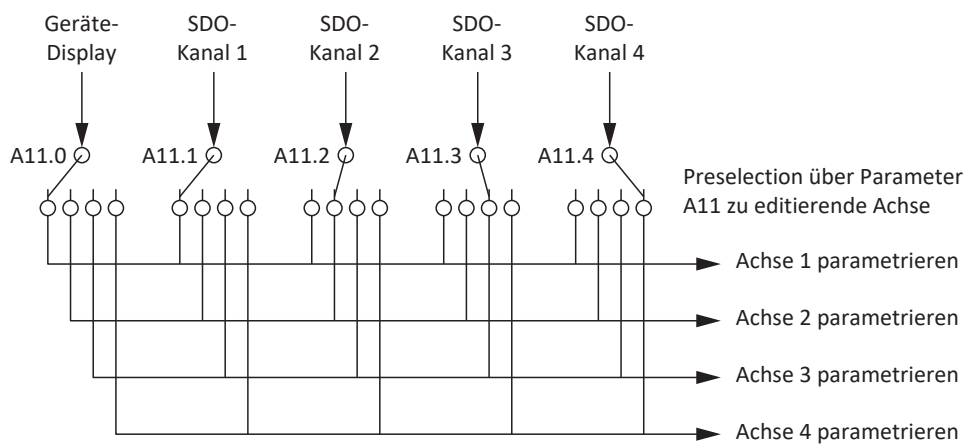 Geräte-
Display
SDO-
Kanal 1
SDO-
Kanal 2
SDO-
Kanal 3
SDO-
Kanal 4
A11.0
A11.1
A11.2
A11.3
A11.4
Preselection über Parameter
A11 zu editierende Achse
Achse 1 parametrieren
Achse 2 parametrieren
Achse 3 parametrieren
Achse 4 parametrieren